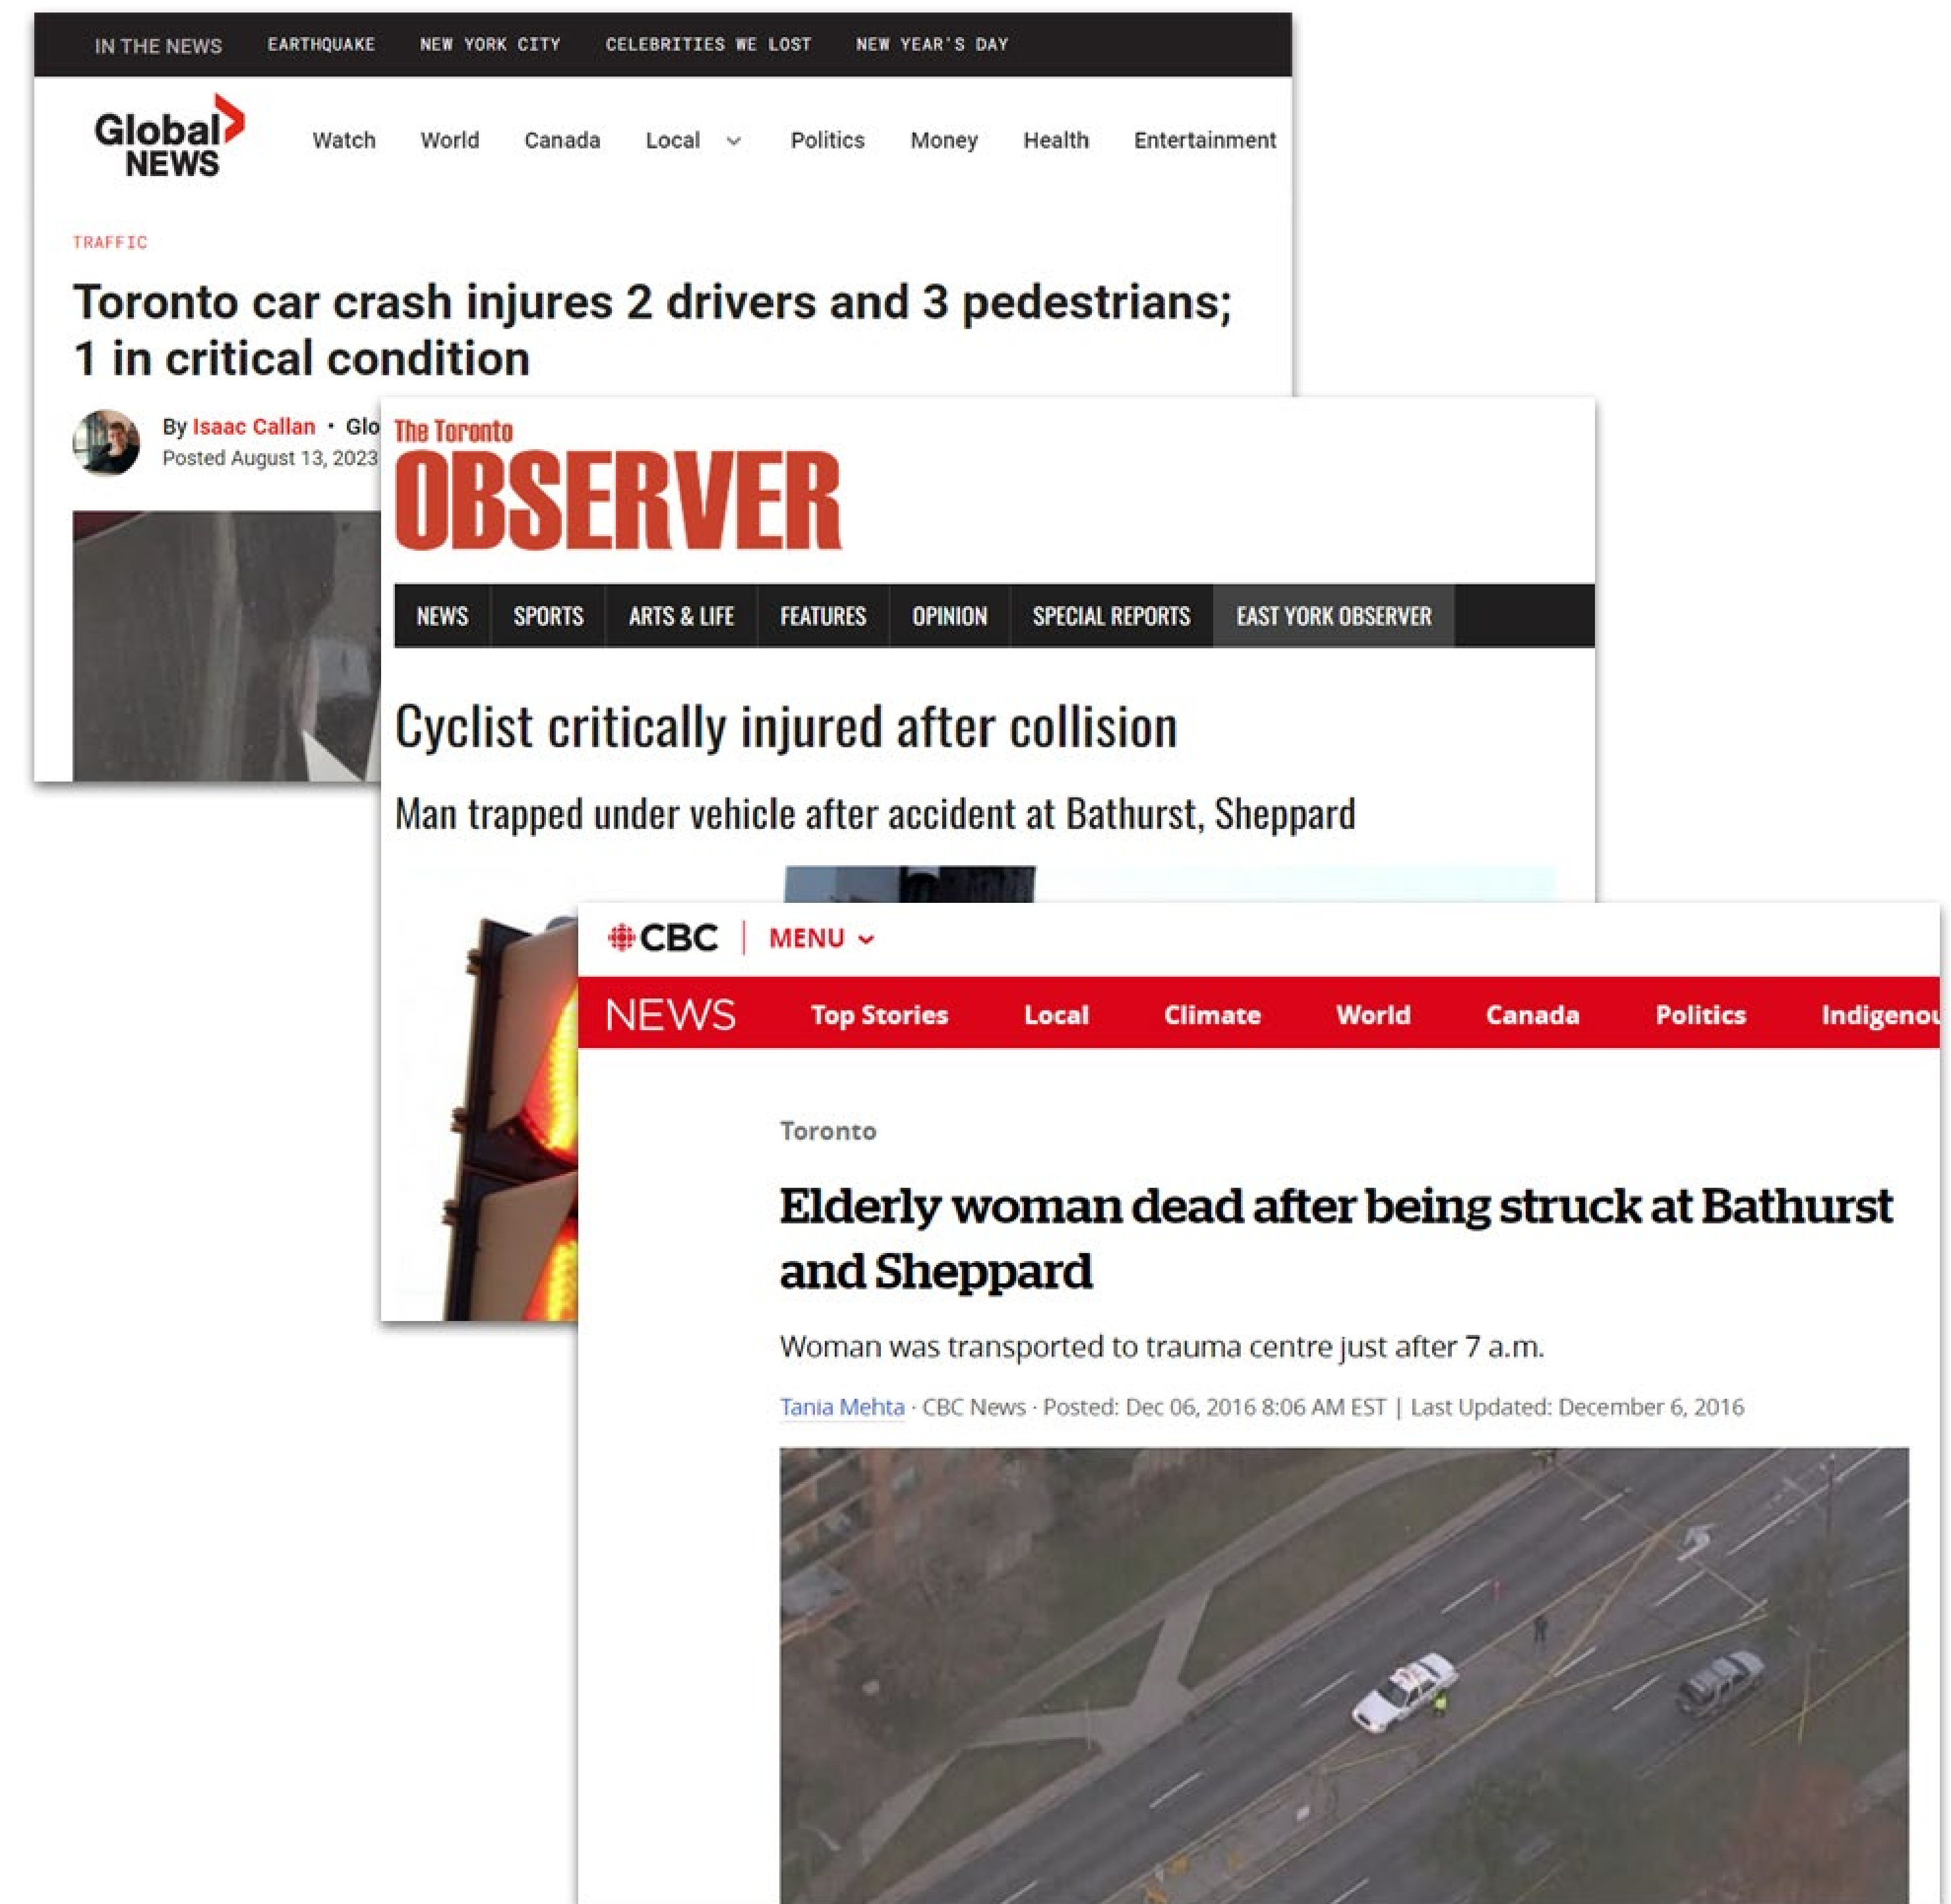 IN THE NEWS EARTHQUAKE NEW YORK CITY CELEBRITIES WE LOST NEW YEAR'S DAY
Global NEWS
Watch World Canada Local Politics Money Health Entertainment
TRAFFIC
Toronto car crash injures 2 drivers and 3 pedestrians;
1 in critical condition
By Isaac Callan • Glo
Posted August 13, 2023
The Toronto
OBSERVER
NEWS SPORTS ARTS & LIFE FEATURES OPINION SPECIAL REPORTS EAST YORK OBSERVER
Cyclist critically injured after collision
Man trapped under vehicle after accident at Bathurst, Sheppard
CBC MENU
NEWS Top Stories Local Climate World Canada Politics Indigenou
Toronto
Elderly woman dead after being struck at Bathurst
and Sheppard
Woman was transported to trauma centre just after 7 a.m.
Tania Mehta · CBC News · Posted: Dec 06, 2016 8:06 AM EST | Last Updated: December 6, 2016